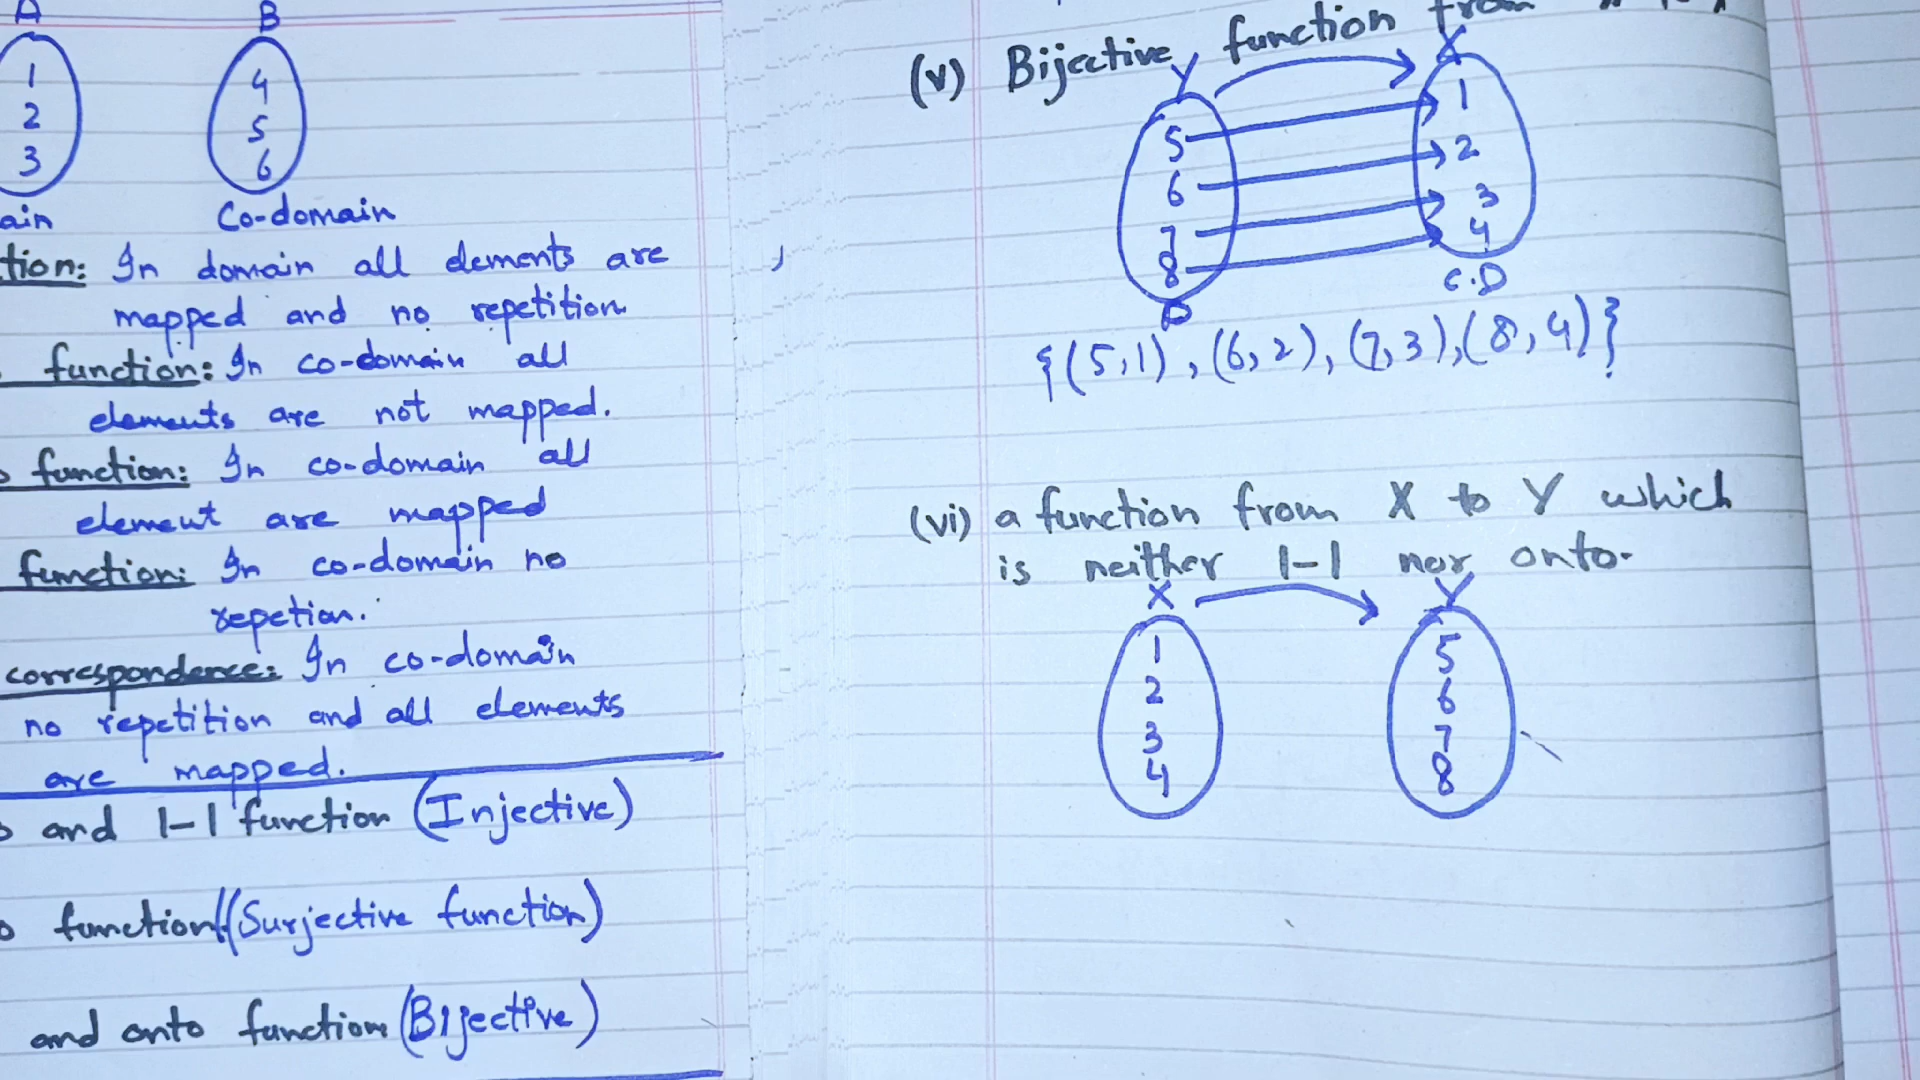 A B
1 4
2 5
3 6
ain Co-domain
tion: In domain all elements are
mapped and no repetition
function: In co-domain all
elements are not mapped.
function: In co-domain all
element are mapped
function: In co-domain no
repetion.
correspondence: In co-domain
no repetition and all elements
are mapped.
and 1-1 function (Injective)
function (Surjective function)
and onto function (Bijective)
(v) Bijective function from
Y X
5 1
6 2
7 3
8 4
D C.D
{(5,1), (6,2), (7,3), (8,4)}
(vi) a function from X to Y which
is neither 1-1 nor onto.
X Y
1 5
2 6
3 7
4 8